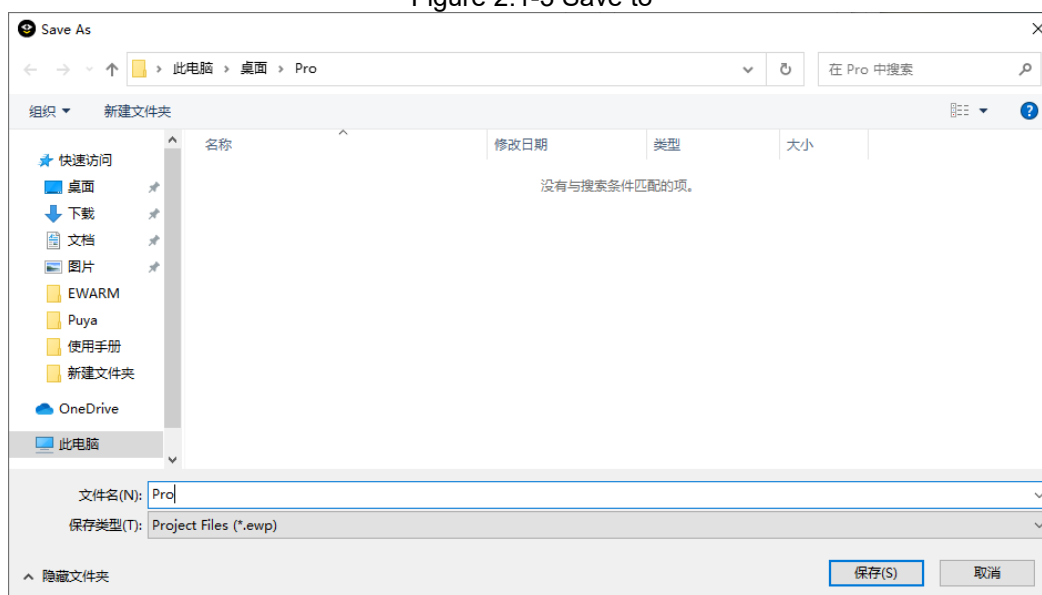 Figure 2.1-3 Save to
Save As
此电脑 › 桌面 › Pro
在 Pro 中搜索
组织
新建文件夹
名称
修改日期
类型
大小
没有与搜索条件匹配的项。
快速访问
桌面
下载
文档
图片
EWARM
Puya
使用手册
新建文件夹
OneDrive
此电脑
文件名(N): Pro
保存类型(T): Project Files (*.ewp)
隐藏文件夹
保存(S)
取消